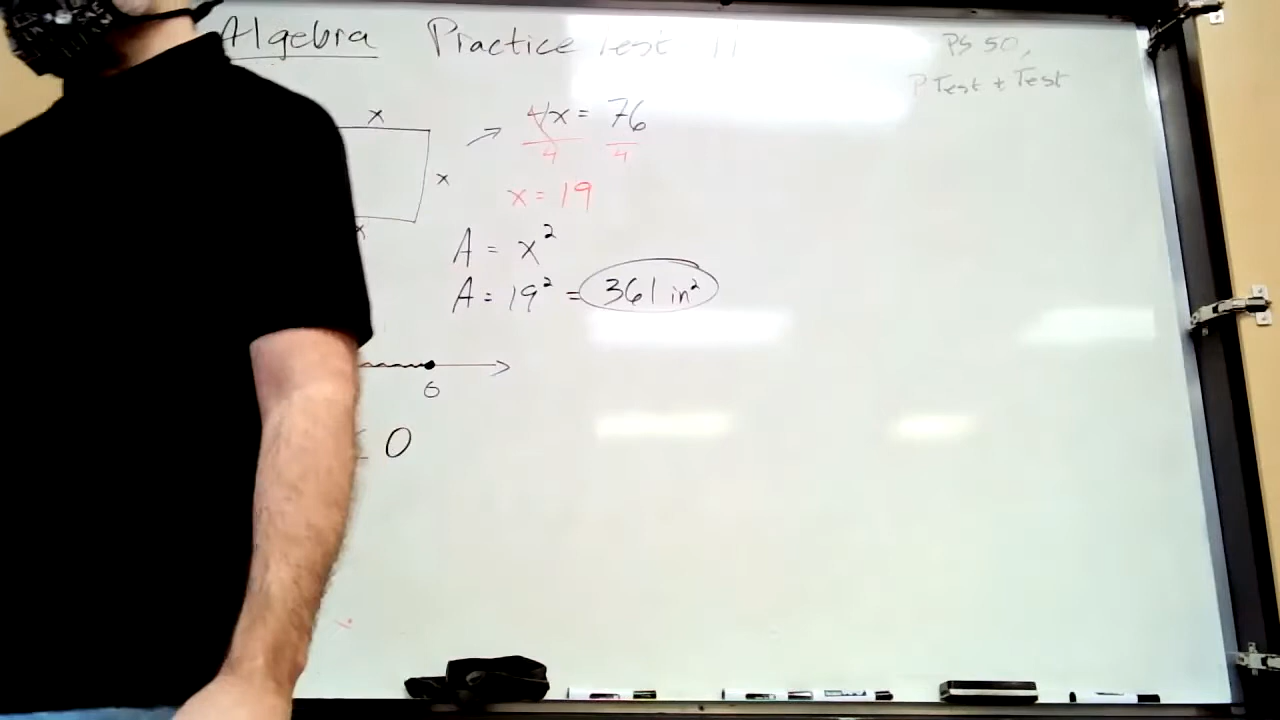 Algebra Practice Test 11
PS 50,
P Test + Test
x
4x = 76
4 4
x
x = 19
x
A = x²
A = 19² = 361 in²
6
≤ 0